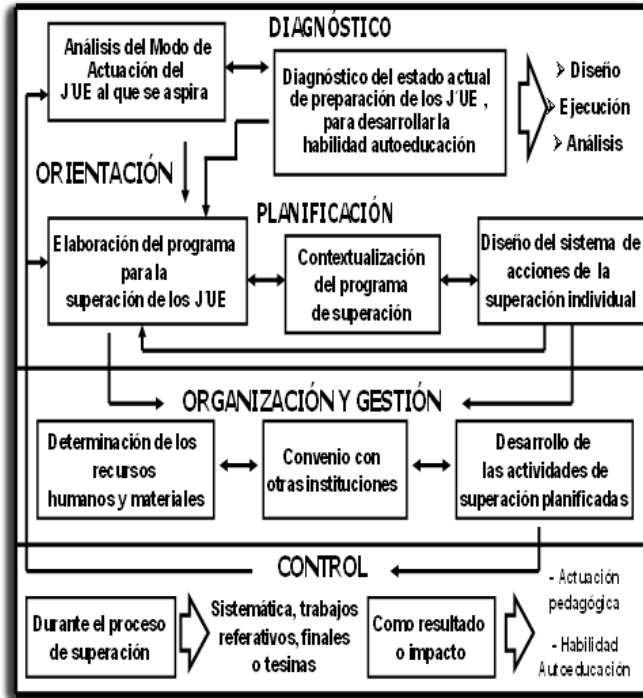 DIAGNÓSTICO
Análisis del Modo de
Actuación del
J'UE al que se aspira
Diagnóstico del estado actual
de preparación de los J'UE ,
para desarrollar la
habilidad autoeducación
➢ Diseño
➢ Ejecución
➢ Análisis
ORIENTACIÓN
PLANIFICACIÓN
Elaboración del programa
para la
superación de los J'UE
Contextualización
del programa
de superación
Diseño del sistema de
acciones de la
superación individual
ORGANIZACIÓN Y GESTIÓN
Determinación de los
recursos
humanos y materiales
Convenio con
otras instituciones
Desarrollo de
las actividades de
superación planificadas
CONTROL
Durante el proceso
de superación
Sistemática, trabajos
referativos, finales
o tesinas
Como resultado
o impacto
- Actuación
pedagógica
- Habilidad
Autoeducación